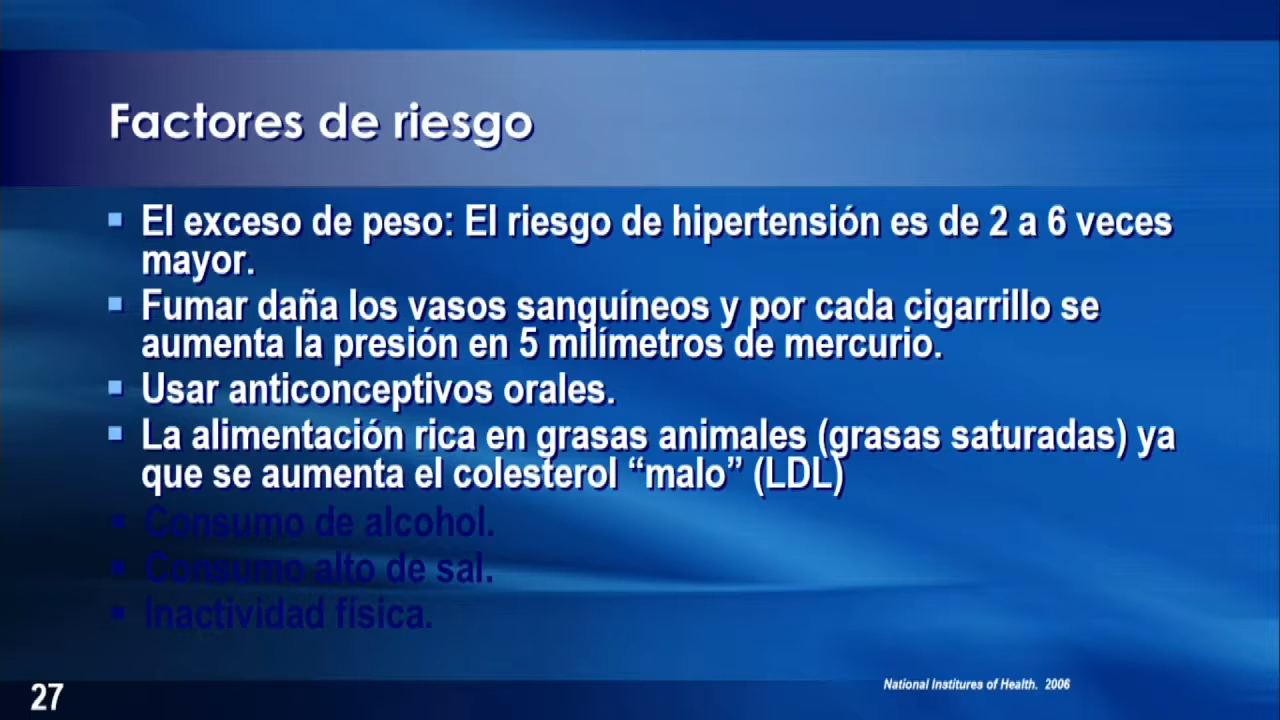 Factores de riesgo
El exceso de peso: El riesgo de hipertensión es de 2 a 6 veces
mayor.
Fumar daña los vasos sanguíneos y por cada cigarrillo se
aumenta la presión en 5 milímetros de mercurio.
Usar anticonceptivos orales.
La alimentación rica en grasas animales (grasas saturadas) ya
que se aumenta el colesterol “malo” (LDL)
Consumo de alcohol.
Consumo alto de sal.
Inactividad física.
National Institures of Health. 2006
27